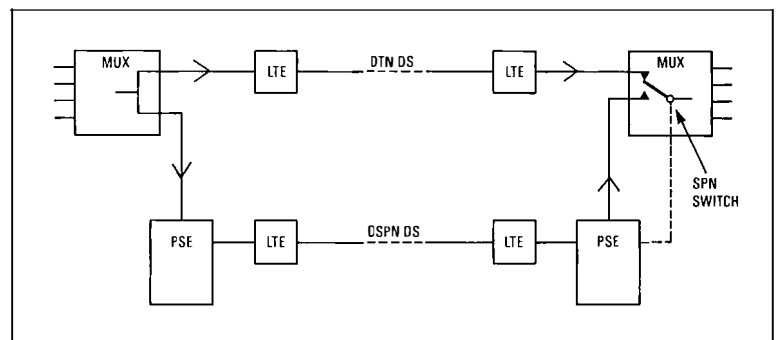 MUX
LTE
DTN DS
LTE
MUX
SPN
SWITCH
PSE
LTE
DSPN DS
LTE
PSE